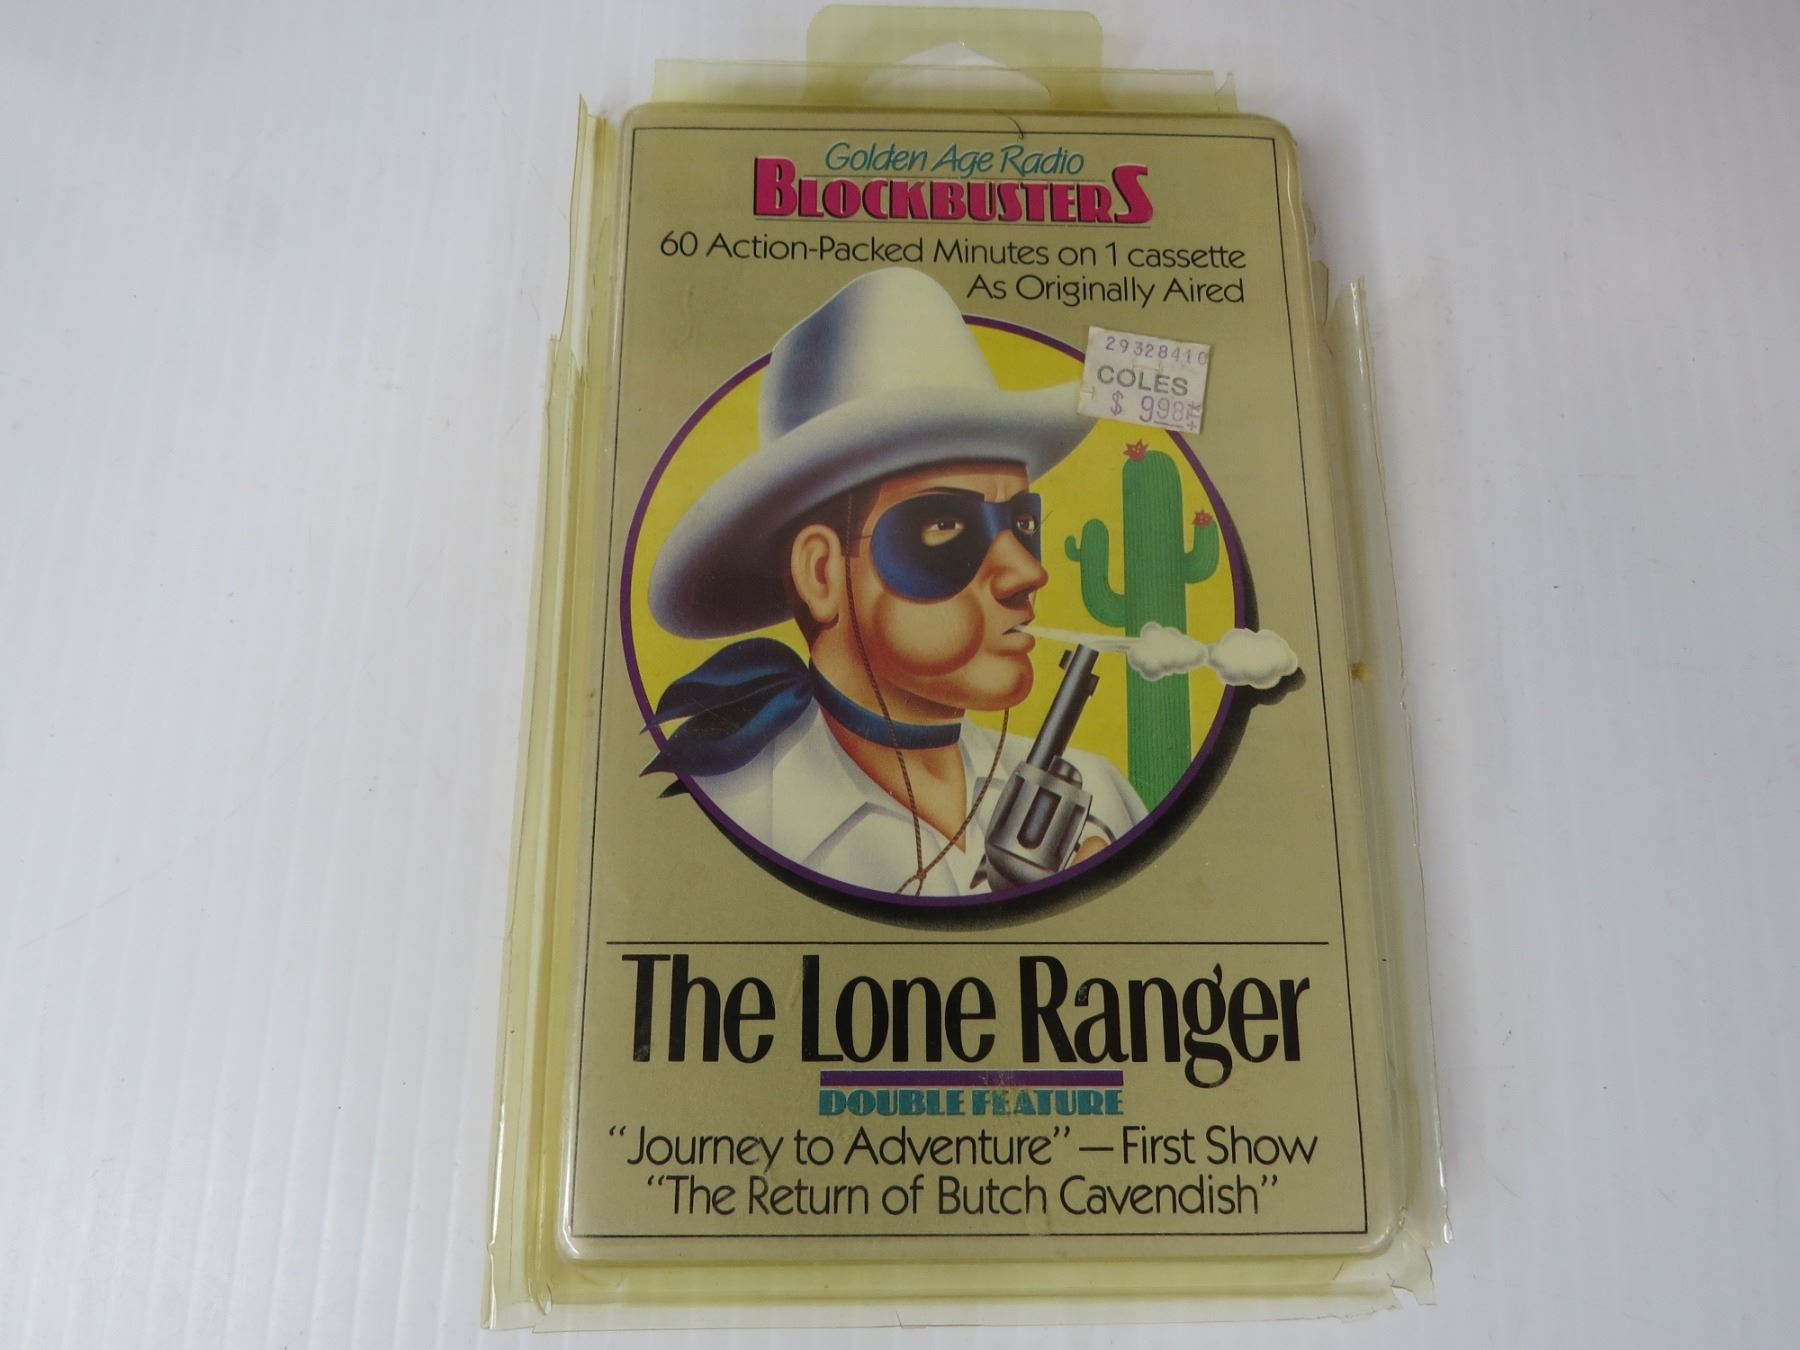 Golden Age Radio
BLOCKBUSTERS
60 Action-Packed Minutes on 1 cassette
As Originally Aired
29328410
COLES
$ 998
The Lone Ranger
DOUBLE FEATURE
“Journey to Adventure” — First Show
“The Return of Butch Cavendish”